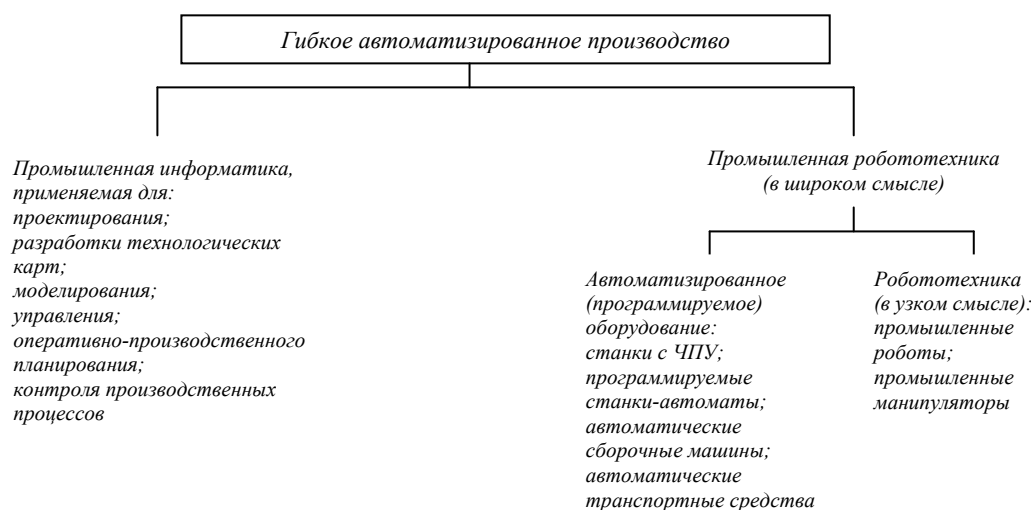 Гибкое автоматизированное производство
Промышленная информатика,
применяемая для:
проектирования;
разработки технологических
карт;
моделирования;
управления;
оперативно-производственного
планирования;
контроля производственных
процессов
Промышленная робототехника
(в широком смысле)
Автоматизированное
(программируемое)
оборудование:
станки с ЧПУ;
программируемые
станки-автоматы;
автоматические
сборочные машины;
автоматические
транспортные средства
Робототехника
(в узком смысле):
промышленные
роботы;
промышленные
манипуляторы